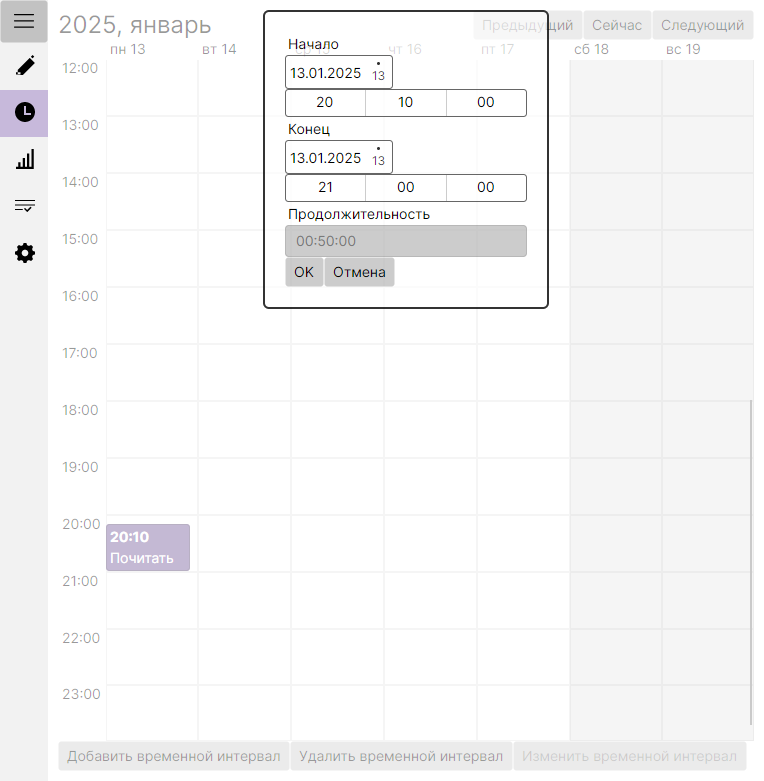 2025, январь
Предыдущий Сейчас Следующий
пн 13 вт 14 ср 15 чт 16 пт 17 сб 18 вс 19
Начало
13.01.2025 13
20 10 00
Конец
13.01.2025 13
21 00 00
Продолжительность
00:50:00
OK Отмена
12:00
13:00
14:00
15:00
16:00
17:00
18:00
19:00
20:00
20:10
Почитать
21:00
22:00
23:00
Добавить временной интервал Удалить временной интервал Изменить временной интервал